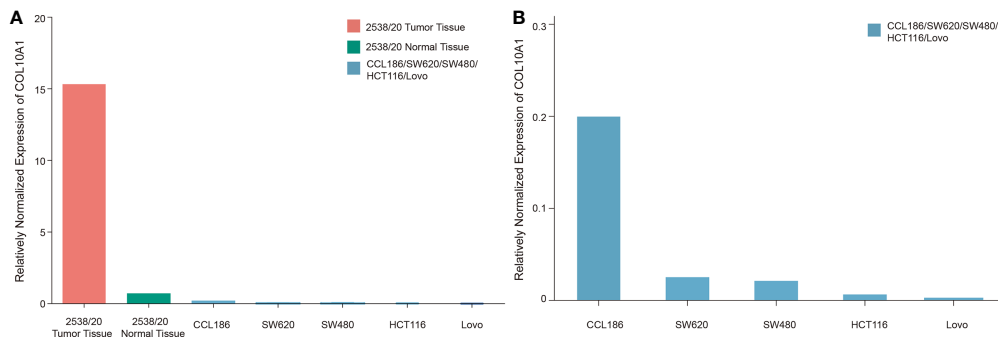 A
Relatively Normalized Expression of COL10A1
20
15
10
5
0
2538/20 Tumor Tissue
2538/20 Normal Tissue
CCL186/SW620/SW480/
HCT116/Lovo
2538/20
Tumor Tissue
2538/20
Normal Tissue
CCL186
SW620
SW480
HCT116
Lovo
B
Relatively Normalized Expression of COL10A1
0.3
0.2
0.1
0
CCL186/SW620/SW480/
HCT116/Lovo
CCL186
SW620
SW480
HCT116
Lovo